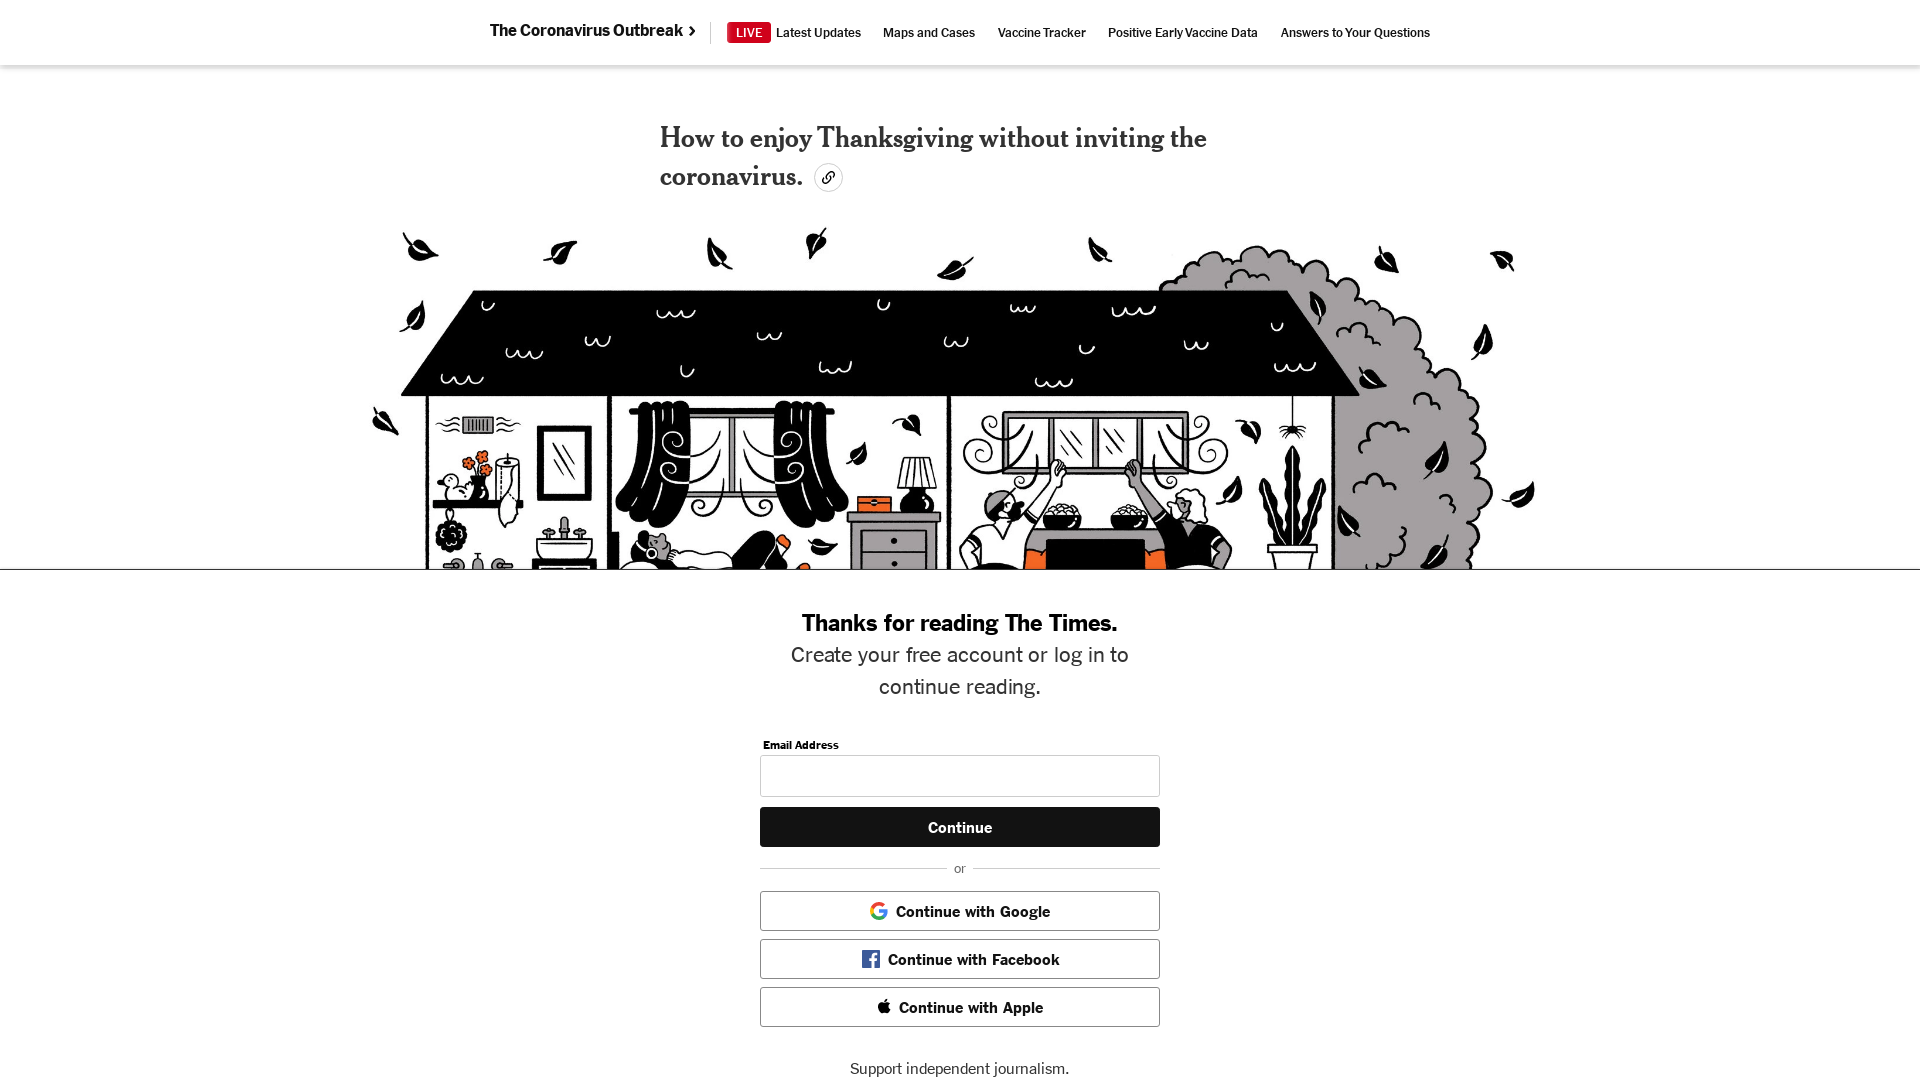 The Coronavirus Outbreak ›
LIVE Latest Updates Maps and Cases Vaccine Tracker Positive Early Vaccine Data Answers to Your Questions
How to enjoy Thanksgiving without inviting the
coronavirus.
Thanks for reading The Times.
Create your free account or log in to
continue reading.
Email Address
Continue
or
Continue with Google
Continue with Facebook
Continue with Apple
Support independent journalism.